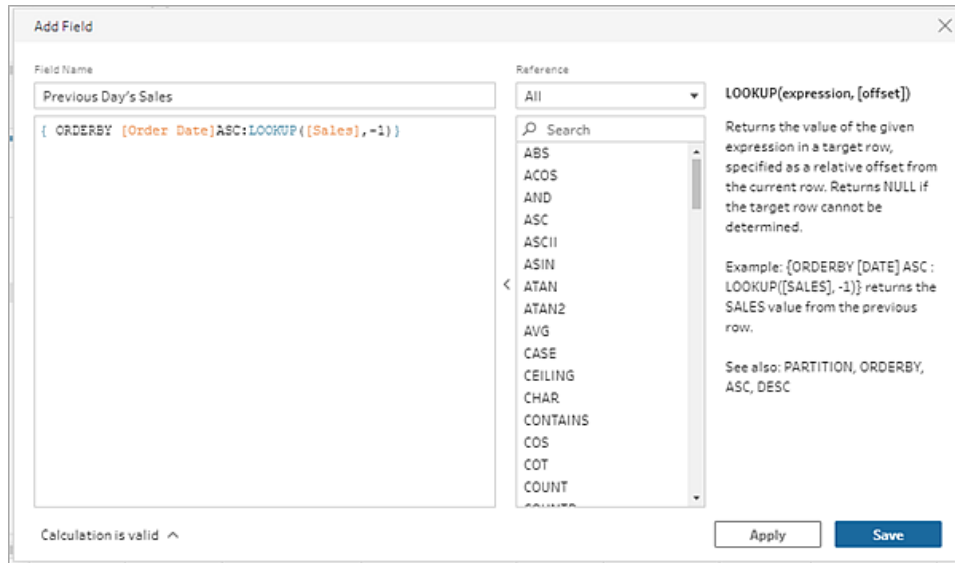 Add Field
Field Name
Previous Day's Sales
{ ORDERBY [Order Date]ASC:LOOKUP([Sales],-1)}
Reference
All
Search
ABS
ACOS
AND
ASC
ASCII
ASIN
ATAN
ATAN2
AVG
CASE
CEILING
CHAR
CONTAINS
COS
COT
COUNT
LOOKUP(expression, [offset])
Returns the value of the given
expression in a target row,
specified as a relative offset from
the current row. Returns NULL if
the target row cannot be
determined.
Example: {ORDERBY [DATE] ASC :
LOOKUP([SALES], -1)} returns the
SALES value from the previous
row.
See also: PARTITION, ORDERBY,
ASC, DESC
Calculation is valid
Apply
Save